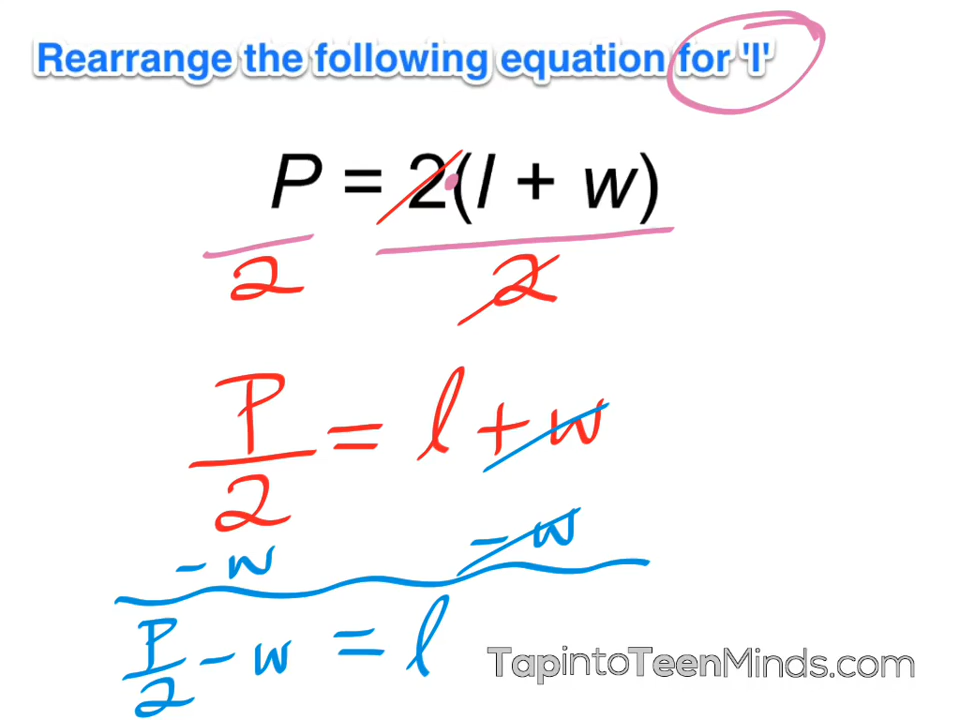 Rearrange the following equation for 'l'
P = 2(l + w)
2 2
P/2 = l + w
- w - w
P/2 - w = l
TapintoTeenMinds.com